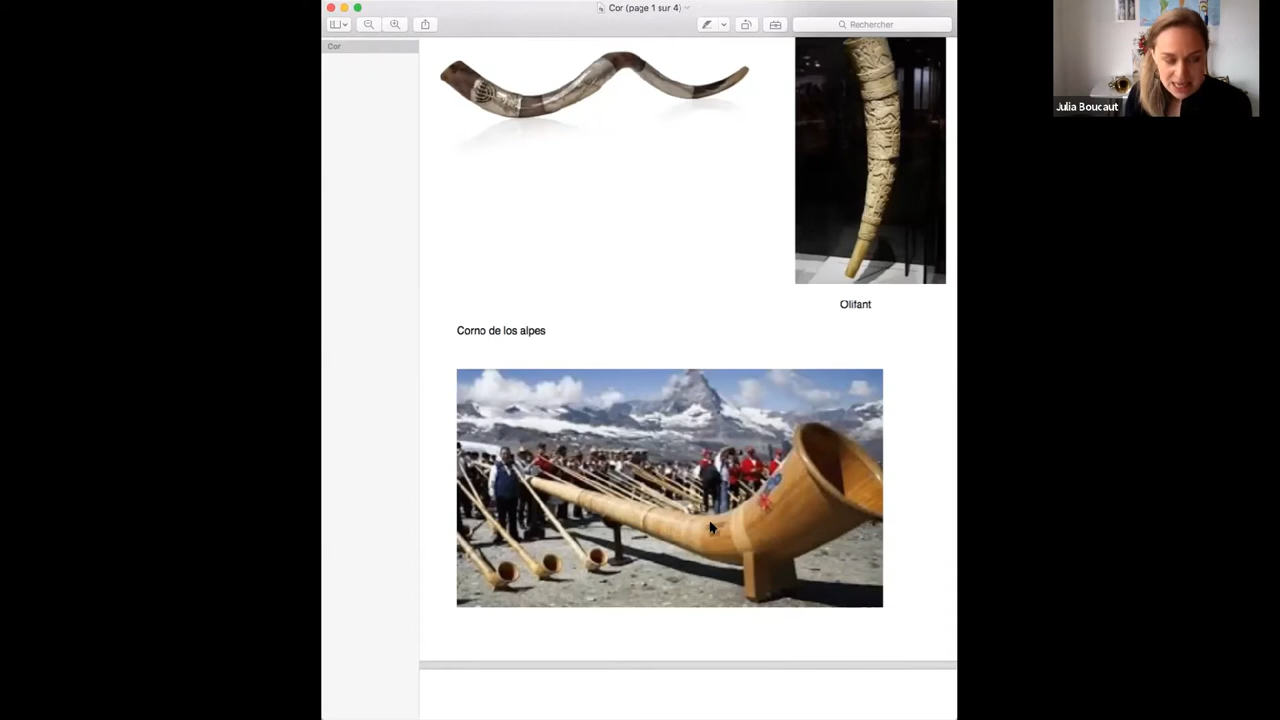 Cor (page 1 sur 4)
Rechercher
Cor
Julia Boucaut
Olifant
Corno de los alpes